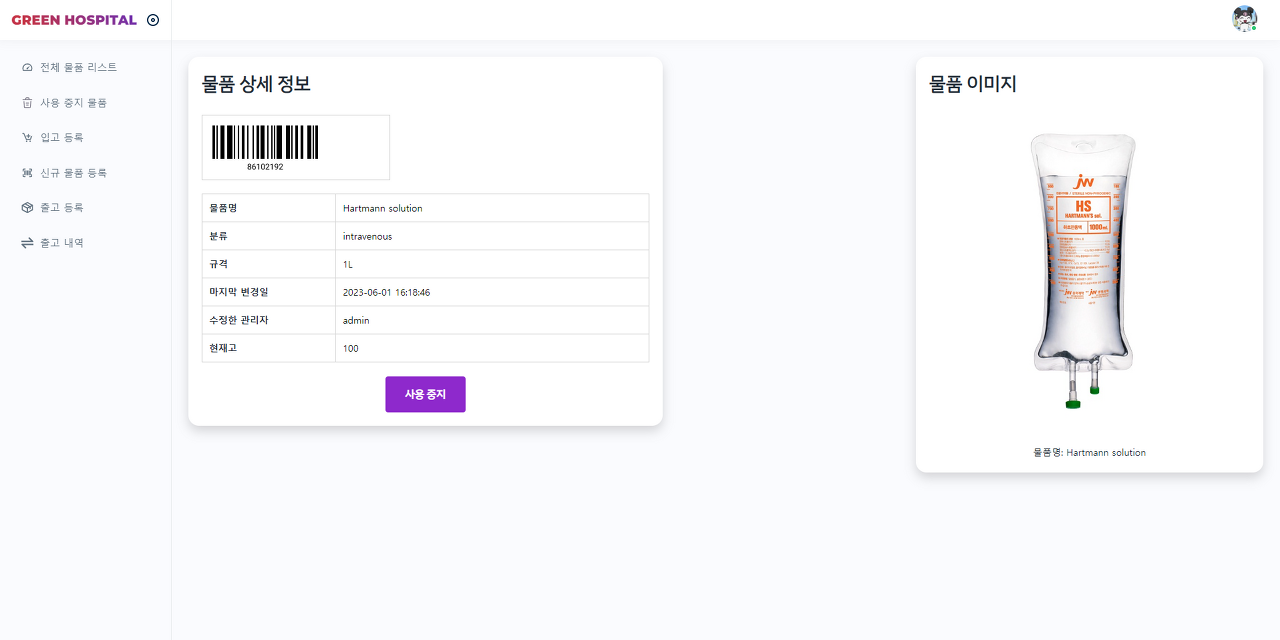 GREEN HOSPITAL
전체 물품 리스트
사용 중지 물품
입고 등록
신규 물품 등록
출고 등록
출고 내역
물품 상세 정보
86102192
물품명 Hartmann solution
분류 intravenous
규격 1L
마지막 변경일 2023-06-01 16:18:46
수정한 관리자 admin
현재고 100
사용 중지
물품 이미지
JW
HS
HARTMANN'S sol.
1000mL
물품명: Hartmann solution